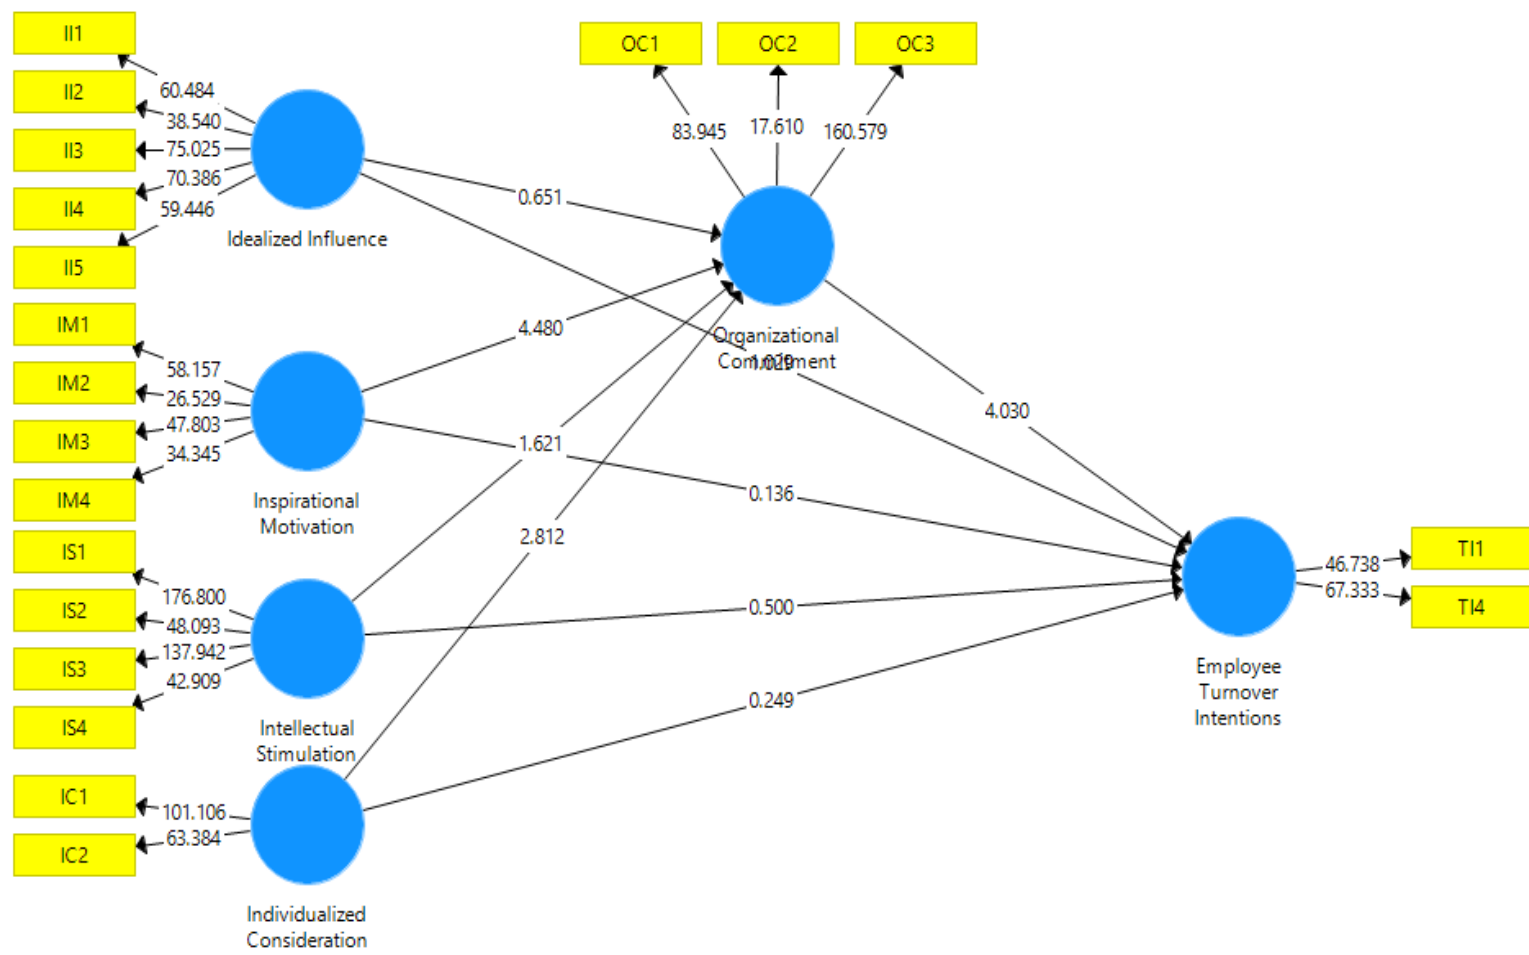 II1
II2
II3
II4
II5
60.484
38.540
75.025
70.386
59.446
Idealized Influence
IM1
IM2
IM3
IM4
58.157
26.529
47.803
34.345
Inspirational
Motivation
IS1
IS2
IS3
IS4
176.800
48.093
137.942
42.909
Intellectual
Stimulation
IC1
IC2
101.106
63.384
Individualized
Consideration
OC1
OC2
OC3
83.945
17.610
160.579
Organizational
Commitment
0.651
4.480
1.621
2.812
4.030
0.136
0.500
0.249
46.738
67.333
TI1
TI4
Employee
Turnover
Intentions